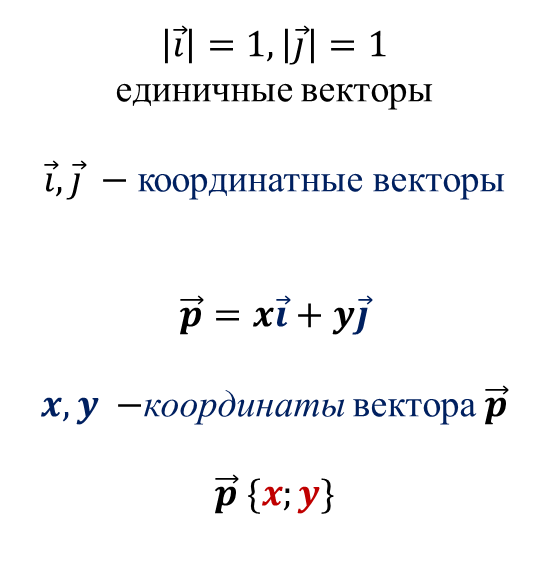 |i⃗| = 1, |j⃗| = 1
единичные векторы
i⃗, j⃗ − координатные векторы
p⃗ = xi⃗ + yj⃗
x, y −координаты вектора p⃗
p⃗ {x; y}